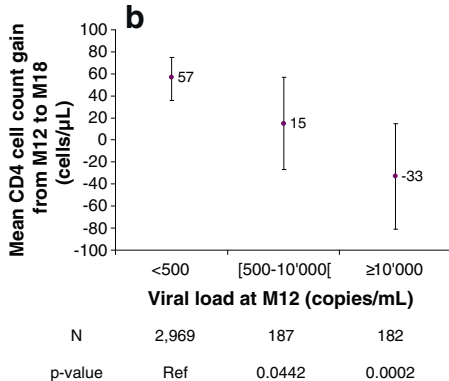 b
Mean CD4 cell count gain
from M12 to M18
(cells/µL)
100
80
60
40
20
0
-20
-40
-60
-80
-100
57
15
-33
<500 [500-10'000[ ≥10'000
Viral load at M12 (copies/mL)
N 2,969 187 182
p-value Ref 0.0442 0.0002